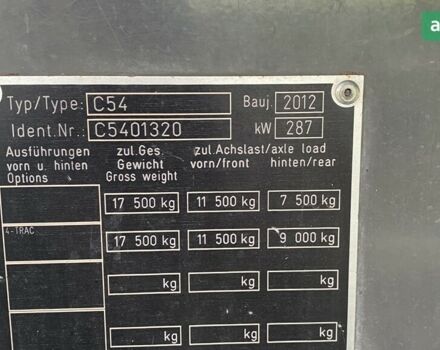 a
Typ/Type: C54 Bauj. 2012
Ident.Nr.: C5401320 kW 287
Ausführungen zul.Ges. zul.Achslast/axle load
vorn u. hinten Gewicht vorn/front hinten/rear
Options Gross weight
17 500 kg 11 500 kg 7 500 kg
4-TRAC
17 500 kg 11 500 kg 9 000 kg
kg kg kg
kg kg kg